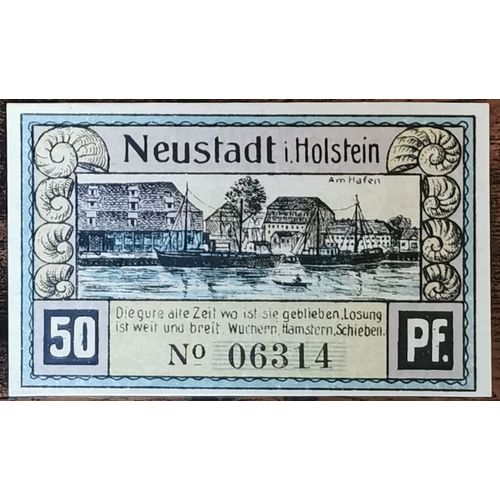 Neustadt i. Holstein
Am Hafen
Die gute alte Zeit wo ist sie geblieben, Losung
ist weit und breit Wuchern, Hamstern, Schieben.
50 Pf.
No 06314